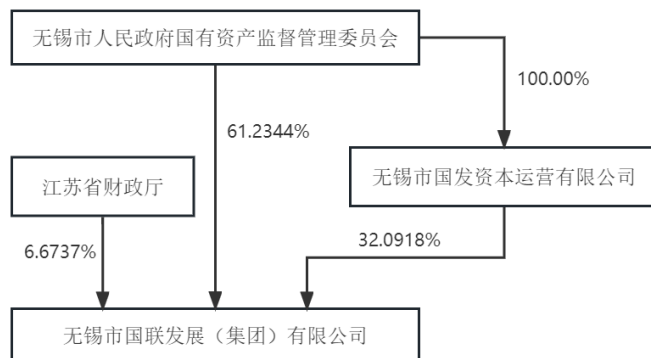 无锡市人民政府国有资产监督管理委员会
100.00%
61.2344%
江苏省财政厅
无锡市国发资本运营有限公司
6.6737%
32.0918%
无锡市国联发展（集团）有限公司